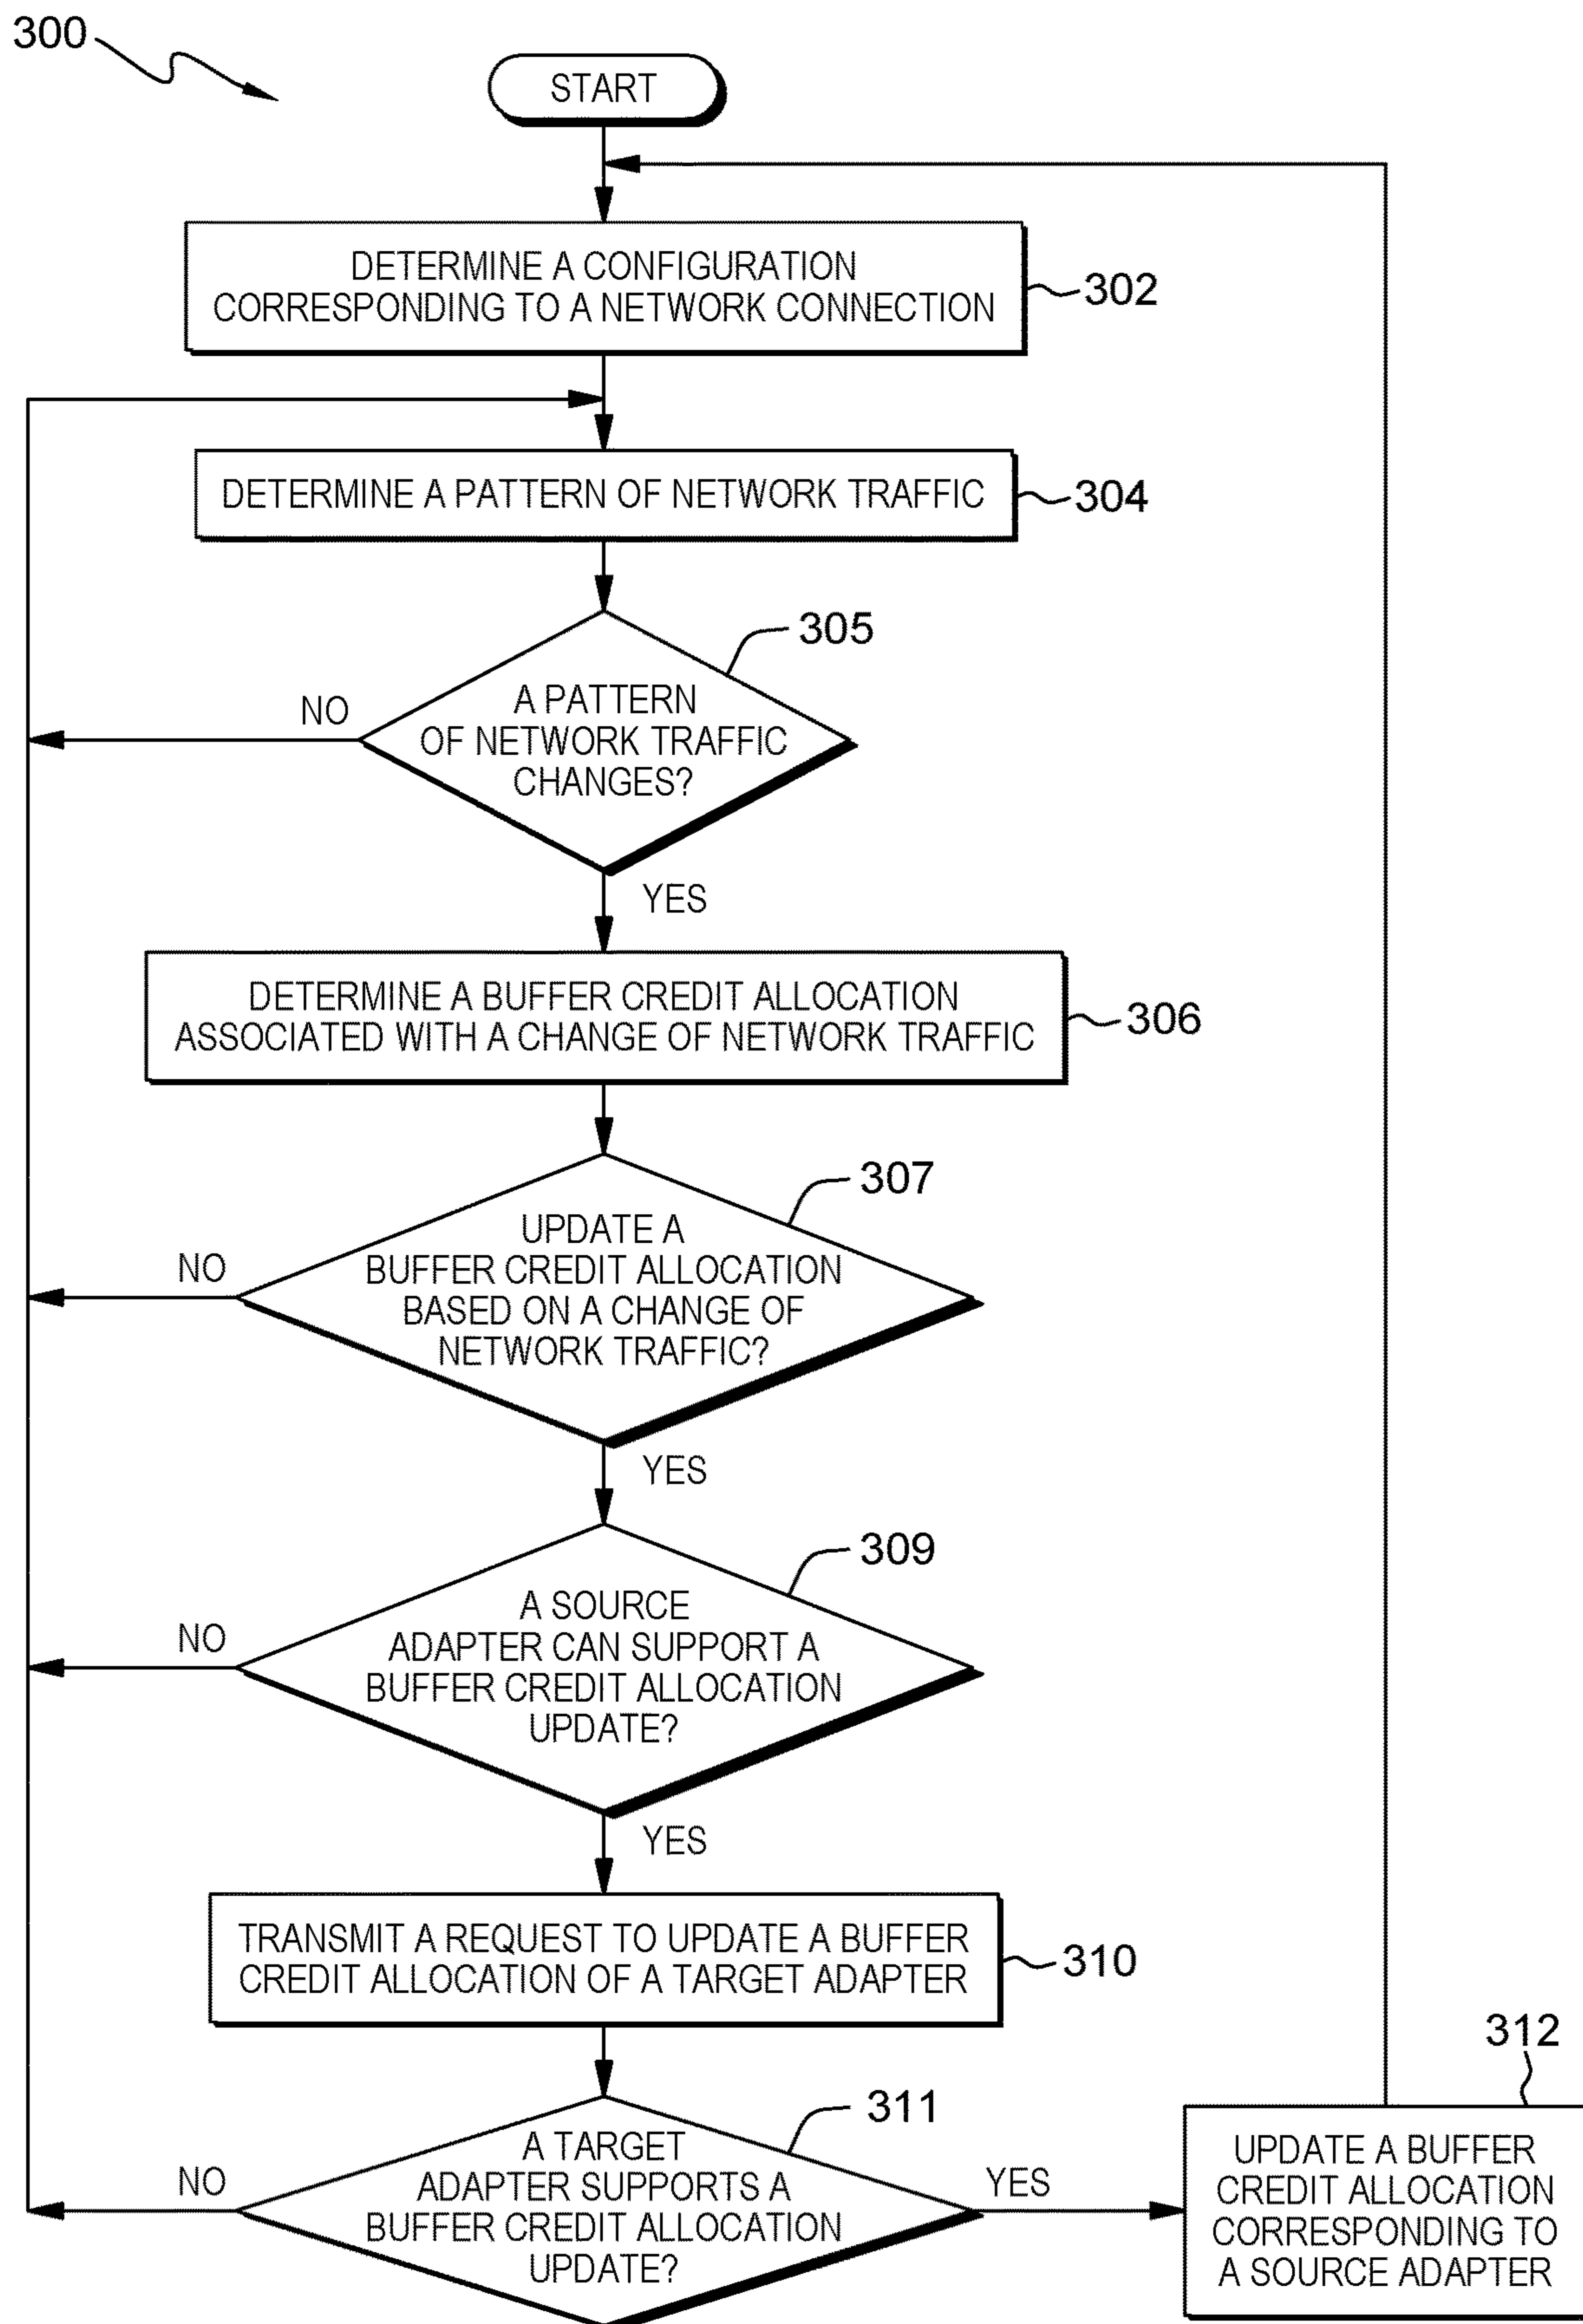 300
START
DETERMINE A CONFIGURATION
CORRESPONDING TO A NETWORK CONNECTION
302
DETERMINE A PATTERN OF NETWORK TRAFFIC
304
305
A PATTERN
OF NETWORK TRAFFIC
CHANGES?
NO
YES
DETERMINE A BUFFER CREDIT ALLOCATION
ASSOCIATED WITH A CHANGE OF NETWORK TRAFFIC
306
307
UPDATE A
BUFFER CREDIT ALLOCATION
BASED ON A CHANGE OF
NETWORK TRAFFIC?
NO
YES
309
A SOURCE
ADAPTER CAN SUPPORT A
BUFFER CREDIT ALLOCATION
UPDATE?
NO
YES
TRANSMIT A REQUEST TO UPDATE A BUFFER
CREDIT ALLOCATION OF A TARGET ADAPTER
310
311
A TARGET
ADAPTER SUPPORTS A
BUFFER CREDIT ALLOCATION
UPDATE?
NO
YES
312
UPDATE A BUFFER
CREDIT ALLOCATION
CORRESPONDING TO
A SOURCE ADAPTER